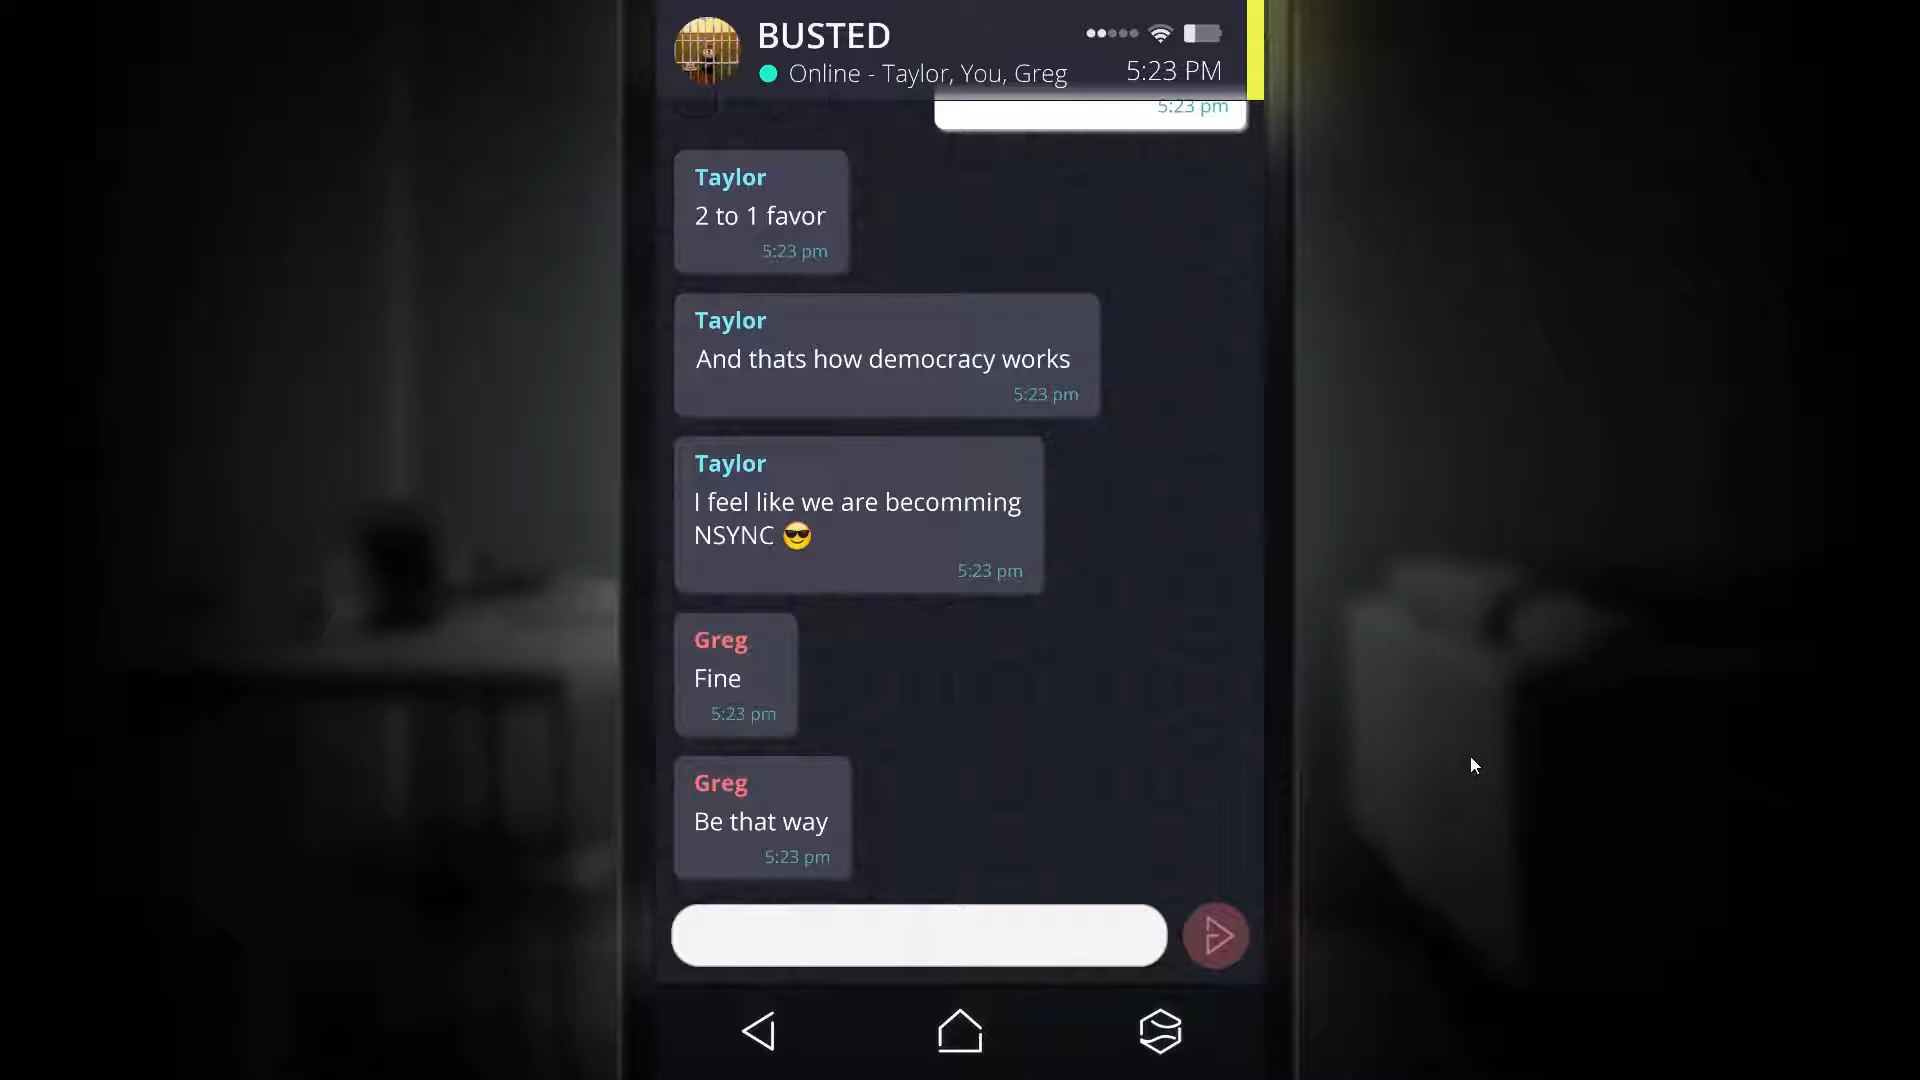 BUSTED
Online - Taylor, You, Greg
5:23 PM
5:23 pm
Taylor
2 to 1 favor
5:23 pm
Taylor
And thats how democracy works
5:23 pm
Taylor
I feel like we are becomming
NSYNC 😎
5:23 pm
Greg
Fine
5:23 pm
Greg
Be that way
5:23 pm